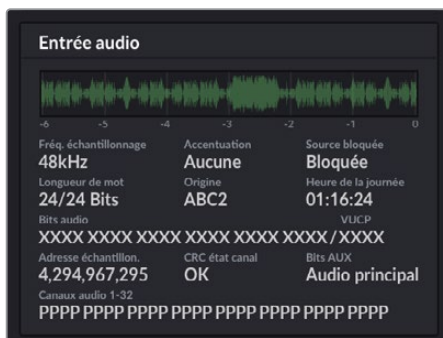 Entrée audio
-6 -5 -4 -3 -2 -1 0
Fréq. échantillonnage Accentuation Source bloquée
48kHz Aucune Bloquée
Longueur de mot Origine Heure de la journée
24/24 Bits ABC2 01:16:24
Bits audio VUCP
XXXX XXXX XXXX XXXX XXXX XXXX/XXXX
Adresse échantillon. CRC état canal Bits AUX
4,294,967,295 OK Audio principal
Canaux audio 1-32
PPPP PPPP PPPP PPPP PPPP PPPP PPPP PPPP